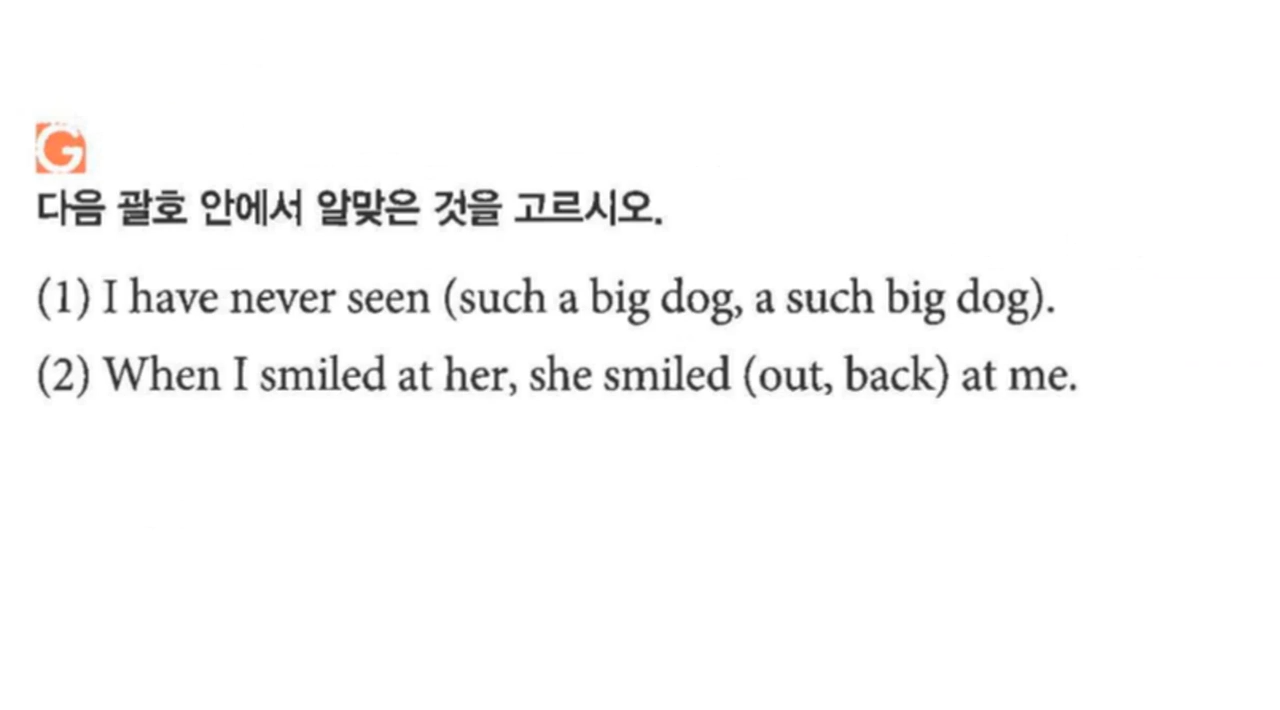 G
다음 괄호 안에서 알맞은 것을 고르시오.
(1) I have never seen (such a big dog, a such big dog).
(2) When I smiled at her, she smiled (out, back) at me.